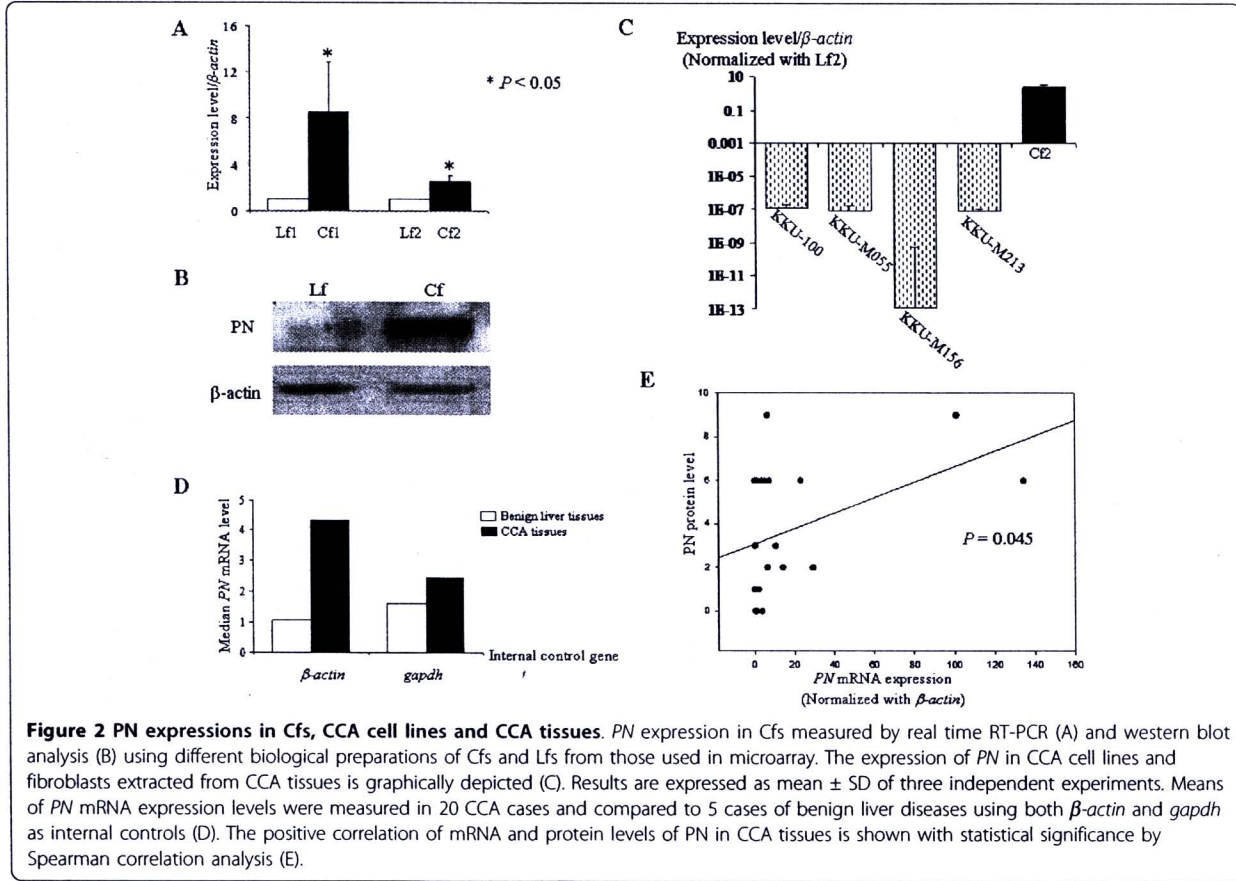 A
Expression level/β-actin
16
12
8
4
0
*
*
* P < 0.05
Lf1 Cf1 Lf2 Cf2
B
Lf Cf
PN
β-actin
C
Expression level/β-actin
(Normalized with Lf2)
10
0.1
0.001
1E-05
1E-07
1E-09
1E-11
1E-13
KKU-100
KKU-M055
KKU-M156
KKU-M213
Cf2
D
Median PN mRNA level
5
4
3
2
1
0
Benign liver tissues
CCA tissues
β-actin gapdh
Internal control gene
E
PN protein level
10
8
6
4
2
0
P = 0.045
0 20 40 60 80 100 120 140 160
PN mRNA expression
(Normalized with β-actin)
Figure 2 PN expressions in Cfs, CCA cell lines and CCA tissues. PN expression in Cfs measured by real time RT-PCR (A) and western blot
analysis (B) using different biological preparations of Cfs and Lfs from those used in microarray. The expression of PN in CCA cell lines and
fibroblasts extracted from CCA tissues is graphically depicted (C). Results are expressed as mean ± SD of three independent experiments. Means
of PN mRNA expression levels were measured in 20 CCA cases and compared to 5 cases of benign liver diseases using both β-actin and gapdh
as internal controls (D). The positive correlation of mRNA and protein levels of PN in CCA tissues is shown with statistical significance by
Spearman correlation analysis (E).